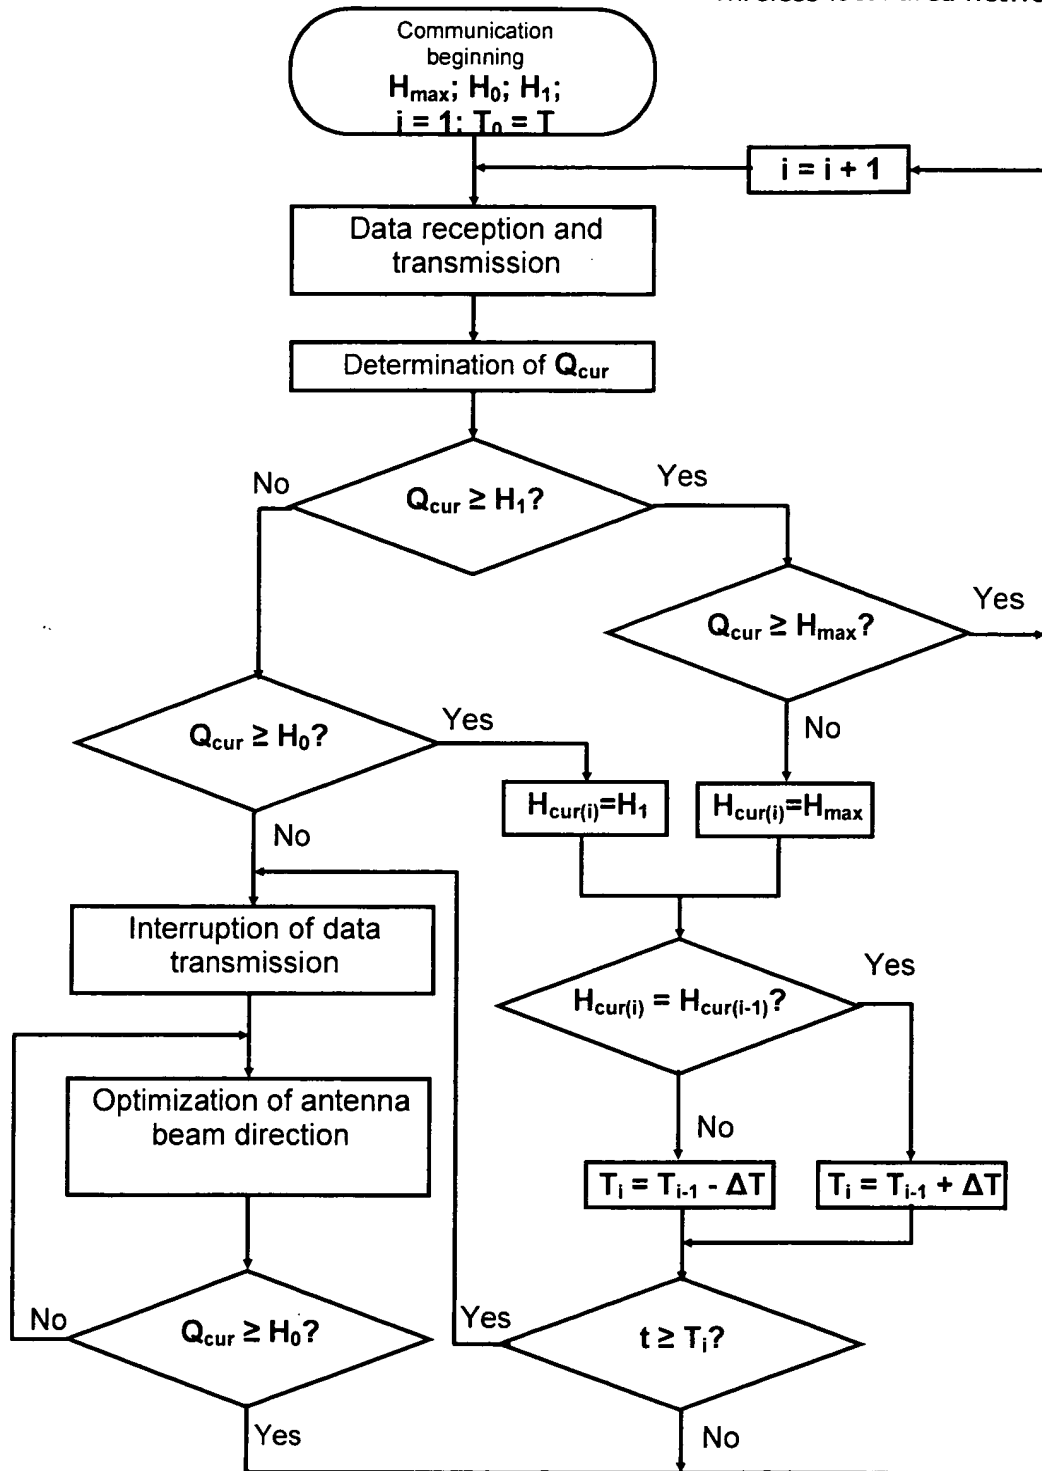 Communication
beginning
Hmax; H0; H1;
i = 1; T0 = T
i = i + 1
Data reception and
transmission
Determination of Qcur
No
Yes
Qcur ≥ H1?
Yes
Qcur ≥ Hmax?
Yes
No
Qcur ≥ H0?
Hcur(i)=H1
Hcur(i)=Hmax
No
Interruption of data
transmission
Yes
Hcur(i) = Hcur(i-1)?
Optimization of antenna
beam direction
No
Ti = Ti-1 - ΔT
Ti = Ti-1 + ΔT
No
Qcur ≥ H0?
Yes
t ≥ Ti?
Yes
No